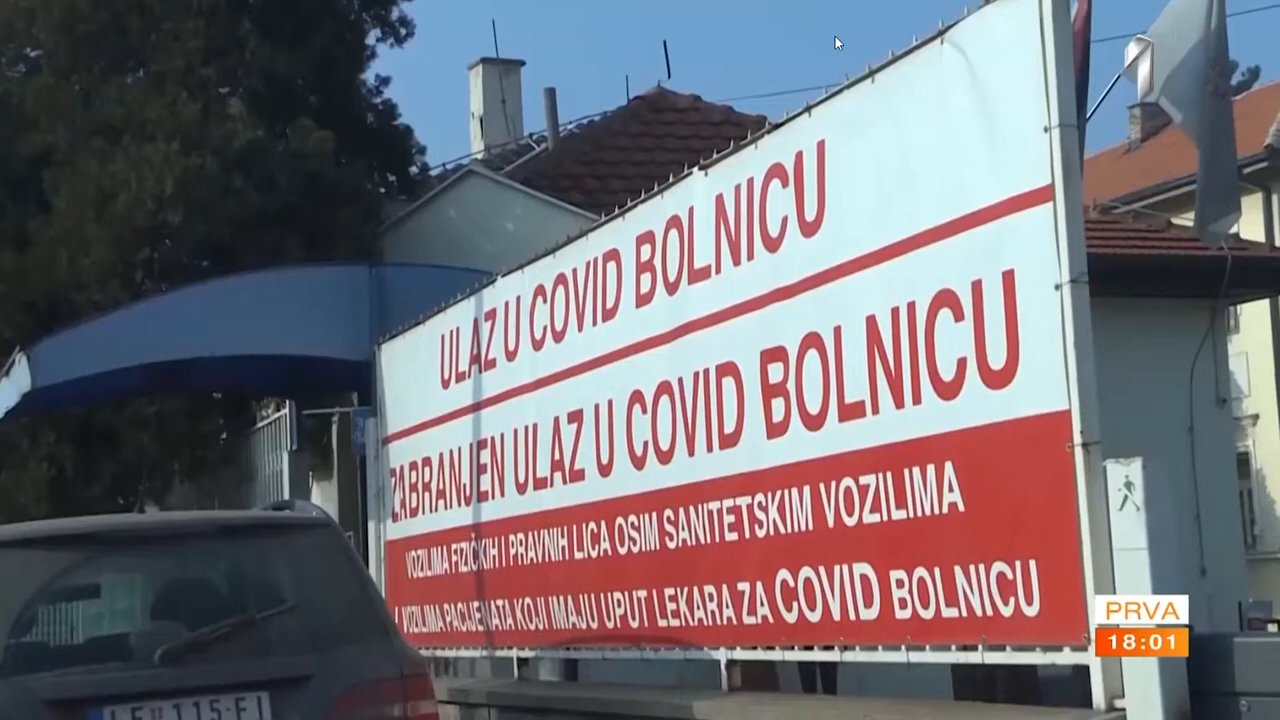 ULAZ U COVID BOLNICU
ZABRANJEN ULAZ U COVID BOLNICU
VOZILIMA FIZIČKIH I PRAVNIH LICA OSIM SANITETSKIM VOZILIMA
I VOZILIMA PACIJENATA KOJI IMAJU UPUT LEKARA ZA COVID BOLNICU
PRVA
18:01